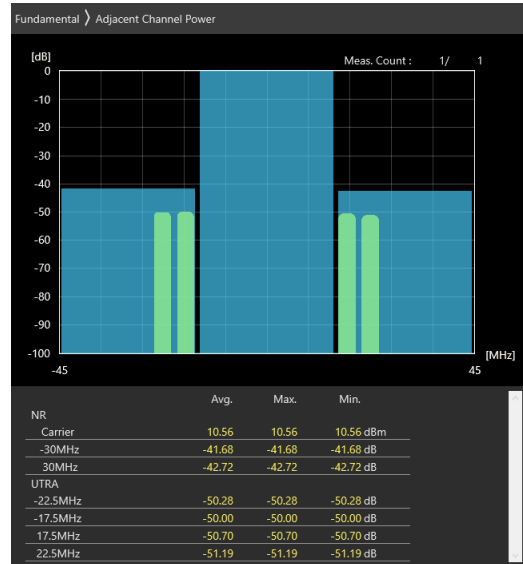 Fundamental 〉 Adjacent Channel Power
[dB]
Meas. Count : 1/ 1
0
-10
-20
-30
-40
-50
-60
-70
-80
-90
-100
[MHz]
-45 45
Avg. Max. Min.
NR
Carrier 10.56 10.56 10.56 dBm
-30MHz -41.68 -41.68 -41.68 dB
30MHz -42.72 -42.72 -42.72 dB
UTRA
-22.5MHz -50.28 -50.28 -50.28 dB
-17.5MHz -50.00 -50.00 -50.00 dB
17.5MHz -50.70 -50.70 -50.70 dB
22.5MHz -51.19 -51.19 -51.19 dB